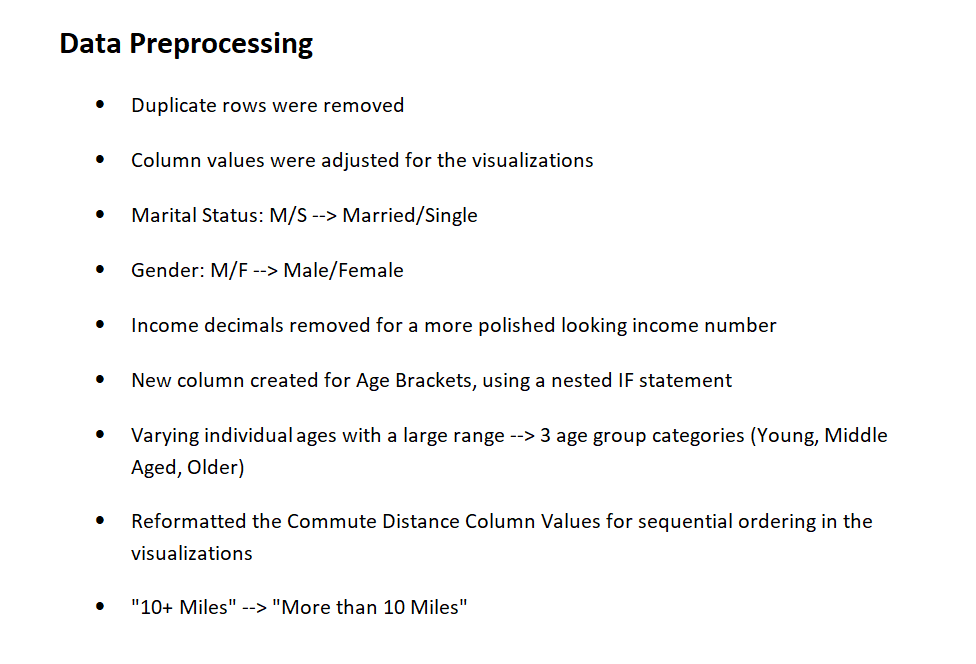 Data Preprocessing
• Duplicate rows were removed
• Column values were adjusted for the visualizations
• Marital Status: M/S --> Married/Single
• Gender: M/F --> Male/Female
• Income decimals removed for a more polished looking income number
• New column created for Age Brackets, using a nested IF statement
• Varying individual ages with a large range --> 3 age group categories (Young, Middle
Aged, Older)
• Reformatted the Commute Distance Column Values for sequential ordering in the
visualizations
• "10+ Miles" --> "More than 10 Miles"